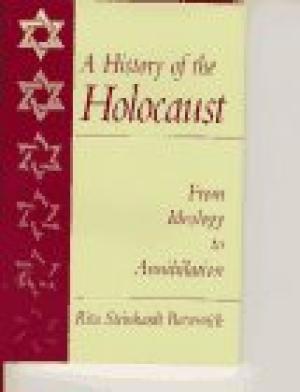 A History of the
Holocaust
From
Ideology
to
Annihilation
Rita Steinhardt Botwinick